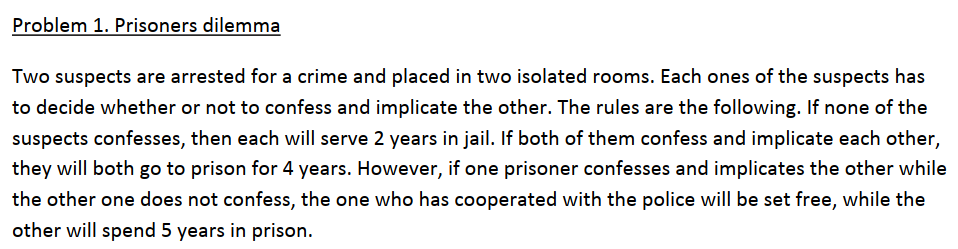 Problem 1. Prisoners dilemma
Two suspects are arrested for a crime and placed in two isolated rooms. Each ones of the suspects has
to decide whether or not to confess and implicate the other. The rules are the following. If none of the
suspects confesses, then each will serve 2 years in jail. If both of them confess and implicate each other,
they will both go to prison for 4 years. However, if one prisoner confesses and implicates the other while
the other one does not confess, the one who has cooperated with the police will be set free, while the
other will spend 5 years in prison.